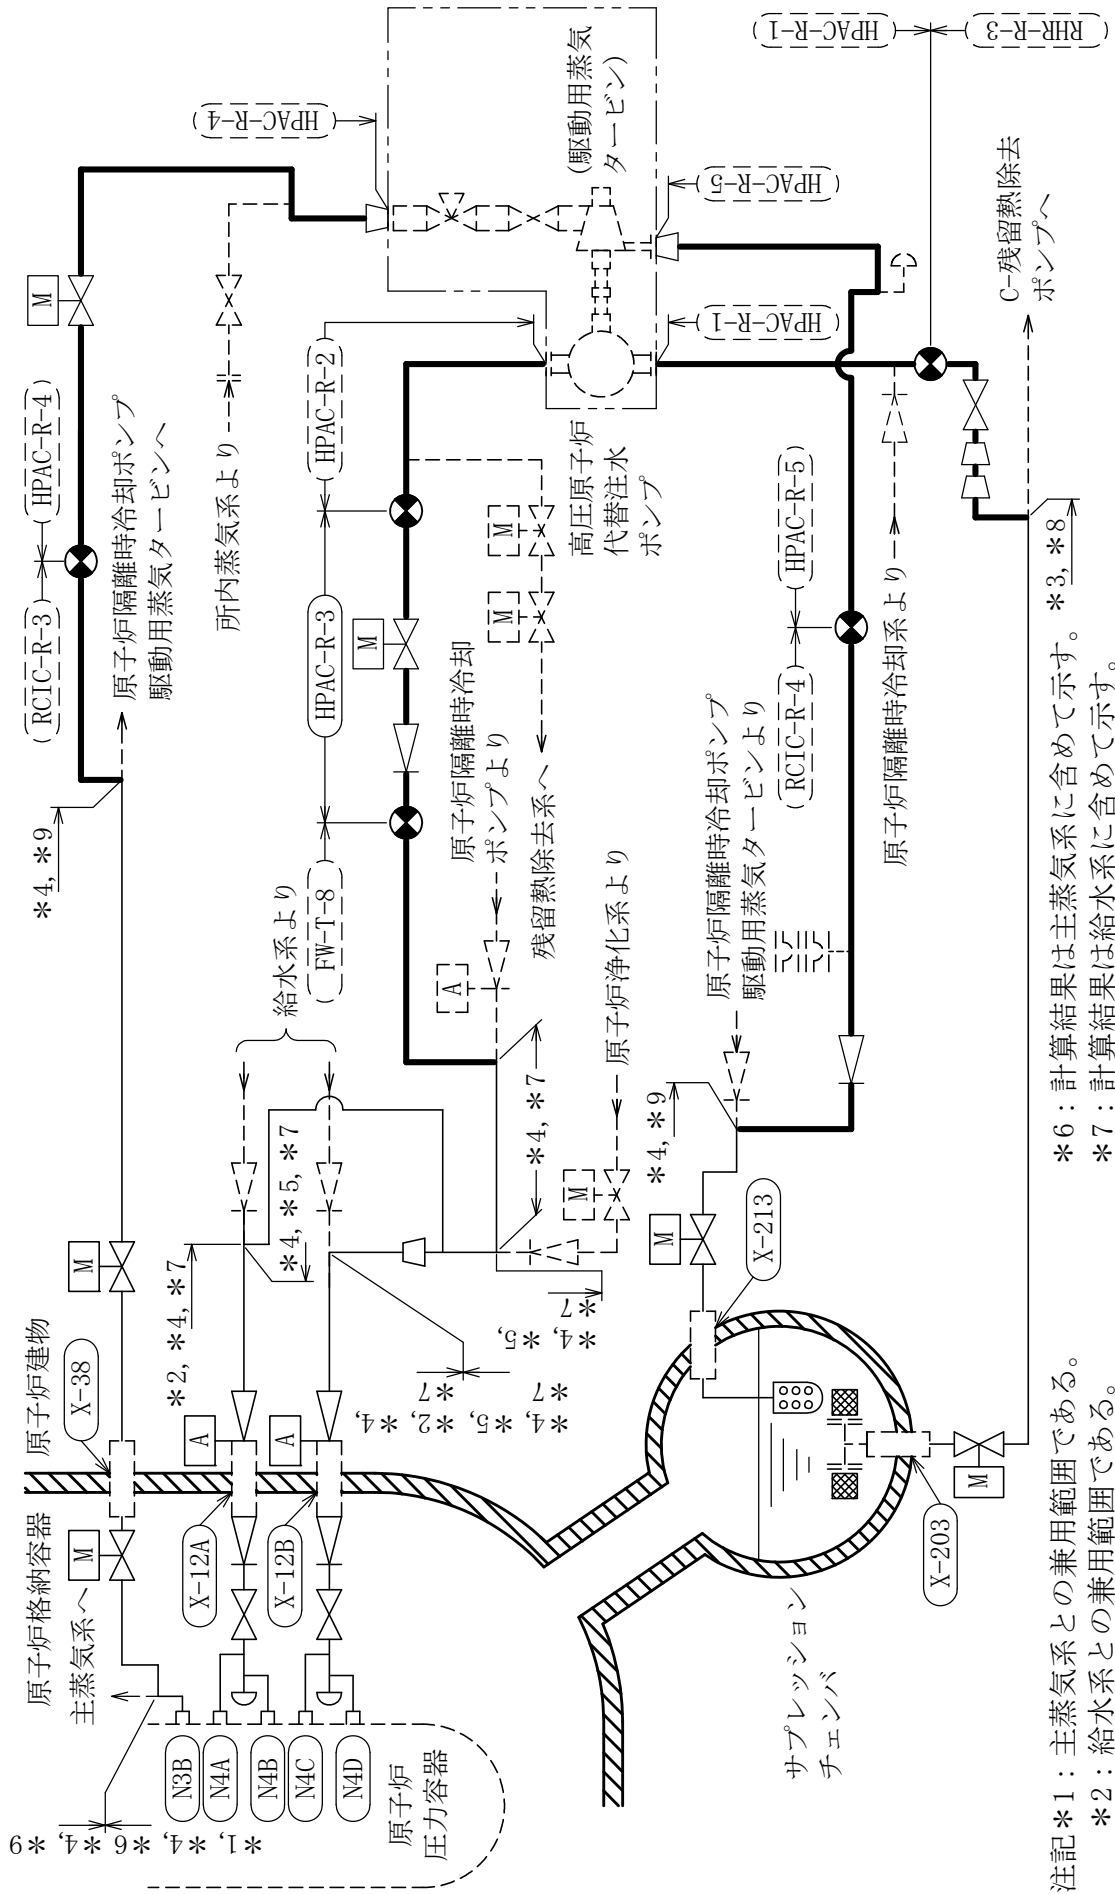 原子炉格納容器
原子炉建物
主蒸気系へ
X-38
M
M
*4, *9
RCIC-R-3
HPAC-R-4
M
原子炉隔離時冷却ポンプ
駆動用蒸気タービンへ
所内蒸気系より
HPAC-R-4
(駆動用蒸気
タービン)
HPAC-R-5
HPAC-R-1
HPAC-R-1
RHR-R-3
*1, *4, *6
*4, *9
N3B
N4A
N4B
N4C
N4D
原子炉
圧力容器
X-12A
X-12B
A
A
*2, *4, *7
*4, *5, *7
*2, *4,
*7
*4, *5,
*7
*4, *5,
*7
*4, *7
給水系より
FW-T-8
HPAC-R-3
HPAC-R-2
M
M
M
残留熱除去系へ
高圧原子炉
代替注水
ポンプ
A
原子炉隔離時冷却
ポンプより
M
原子炉浄化系より
サプレッション
チェンバ
X-213
M
*4, *9
原子炉隔離時冷却ポンプ
駆動用蒸気タービンより
RCIC-R-4
HPAC-R-5
原子炉隔離時冷却系より
X-203
M
*3, *8
C-残留熱除去
ポンプへ
注記*1：主蒸気系との兼用範囲である。
*2：給水系との兼用範囲である。
*6：計算結果は主蒸気系に含めて示す。
*7：計算結果は給水系に含めて示す。